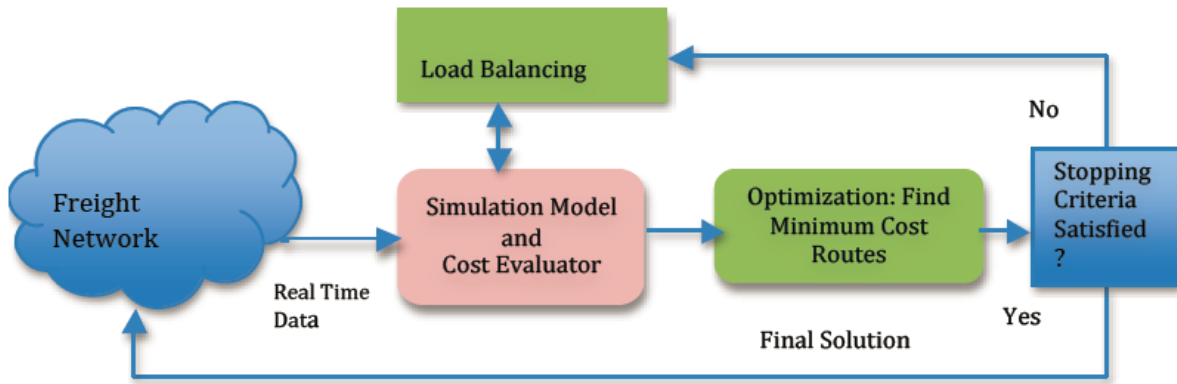 Load Balancing
No
Freight
Network
Simulation Model
and
Cost Evaluator
Optimization: Find
Minimum Cost
Routes
Stopping
Criteria
Satisfied
?
Real Time
Data
Yes
Final Solution